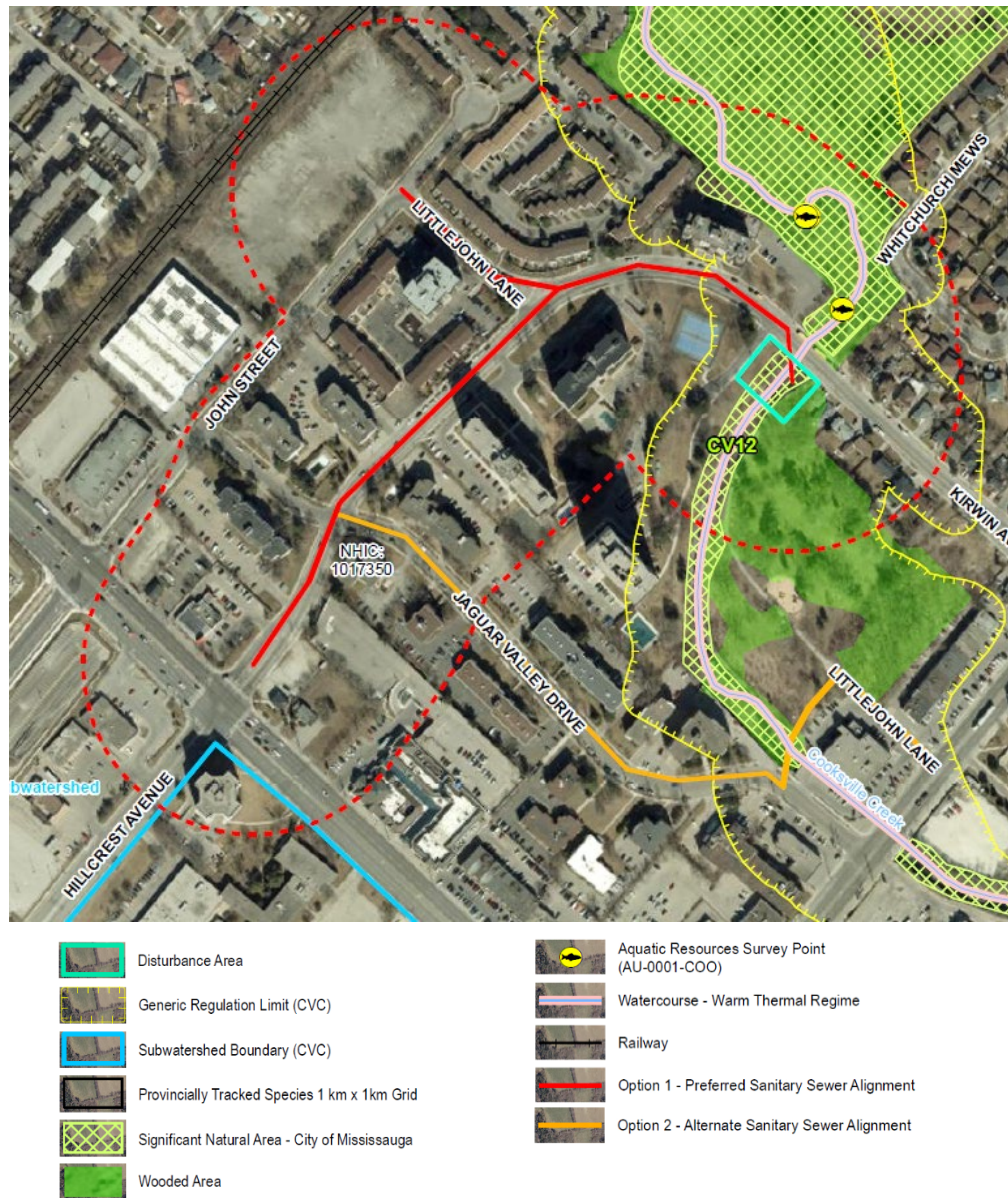 WHITCHURCH MEWS
LITTLEJOHN LANE
JOHN STREET
CV12
KIRWIN A
NHIC:
1017350
JAGUAR VALLEY DRIVE
LITTLEJOHN LANE
bwatershed
Cooksville Creek
HILLCREST AVENUE
Disturbance Area
Generic Regulation Limit (CVC)
Subwatershed Boundary (CVC)
Provincially Tracked Species 1 km x 1km Grid
Significant Natural Area - City of Mississauga
Wooded Area
Aquatic Resources Survey Point
(AU-0001-COO)
Watercourse - Warm Thermal Regime
Railway
Option 1 - Preferred Sanitary Sewer Alignment
Option 2 - Alternate Sanitary Sewer Alignment